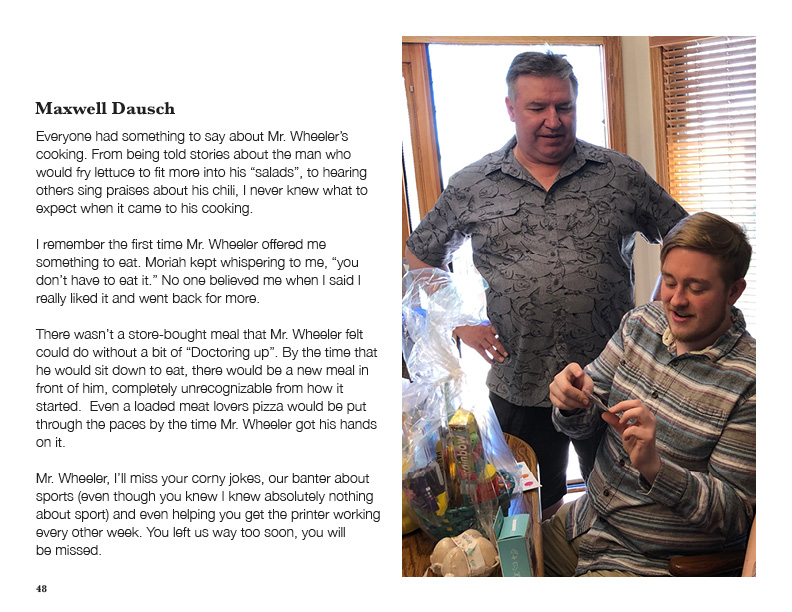 Maxwell Dausch
Everyone had something to say about Mr. Wheeler’s
cooking. From being told stories about the man who
would fry lettuce to fit more into his “salads”, to hearing
others sing praises about his chili, I never knew what to
expect when it came to his cooking.
I remember the first time Mr. Wheeler offered me
something to eat. Moriah kept whispering to me, “you
don’t have to eat it.” No one believed me when I said I
really liked it and went back for more.
There wasn’t a store-bought meal that Mr. Wheeler felt
could do without a bit of “Doctoring up”. By the time that
he would sit down to eat, there would be a new meal in
front of him, completely unrecognizable from how it
started.  Even a loaded meat lovers pizza would be put
through the paces by the time Mr. Wheeler got his hands
on it.
Mr. Wheeler, I’ll miss your corny jokes, our banter about
sports (even though you knew I knew absolutely nothing
about sport) and even helping you get the printer working
every other week. You left us way too soon, you will
be missed.
48
rainbow